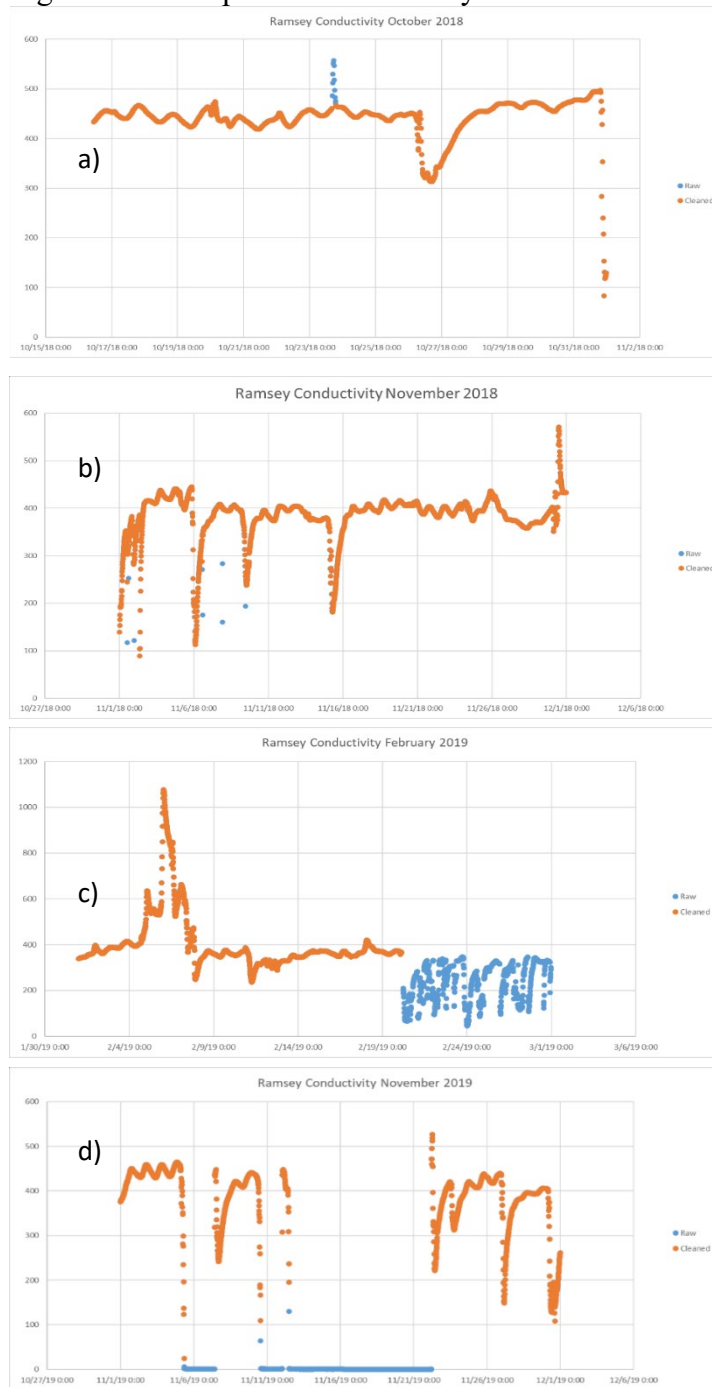 Ramsey Conductivity October 2018
600
500
400
300
200
100
0
a)
10/15/18 0:00 10/17/18 0:00 10/19/18 0:00 10/21/18 0:00 10/23/18 0:00 10/25/18 0:00 10/27/18 0:00 10/29/18 0:00 10/31/18 0:00 11/2/18 0:00
Raw
Cleaned
Ramsey Conductivity November 2018
600
500
400
300
200
100
0
b)
10/27/18 0:00 11/1/18 0:00 11/6/18 0:00 11/11/18 0:00 11/16/18 0:00 11/21/18 0:00 11/26/18 0:00 12/1/18 0:00 12/6/18 0:00
Raw
Cleaned
Ramsey Conductivity February 2019
1200
1000
800
600
400
200
0
c)
1/30/19 0:00 2/4/19 0:00 2/9/19 0:00 2/14/19 0:00 2/19/19 0:00 2/24/19 0:00 3/1/19 0:00 3/6/19 0:00
Raw
Cleaned
Ramsey Conductivity November 2019
600
500
400
300
200
100
0
d)
10/27/19 0:00 11/1/19 0:00 11/6/19 0:00 11/11/19 0:00 11/16/19 0:00 11/21/19 0:00 11/26/19 0:00 12/1/19 0:00 12/6/19 0:00
Raw
Cleaned